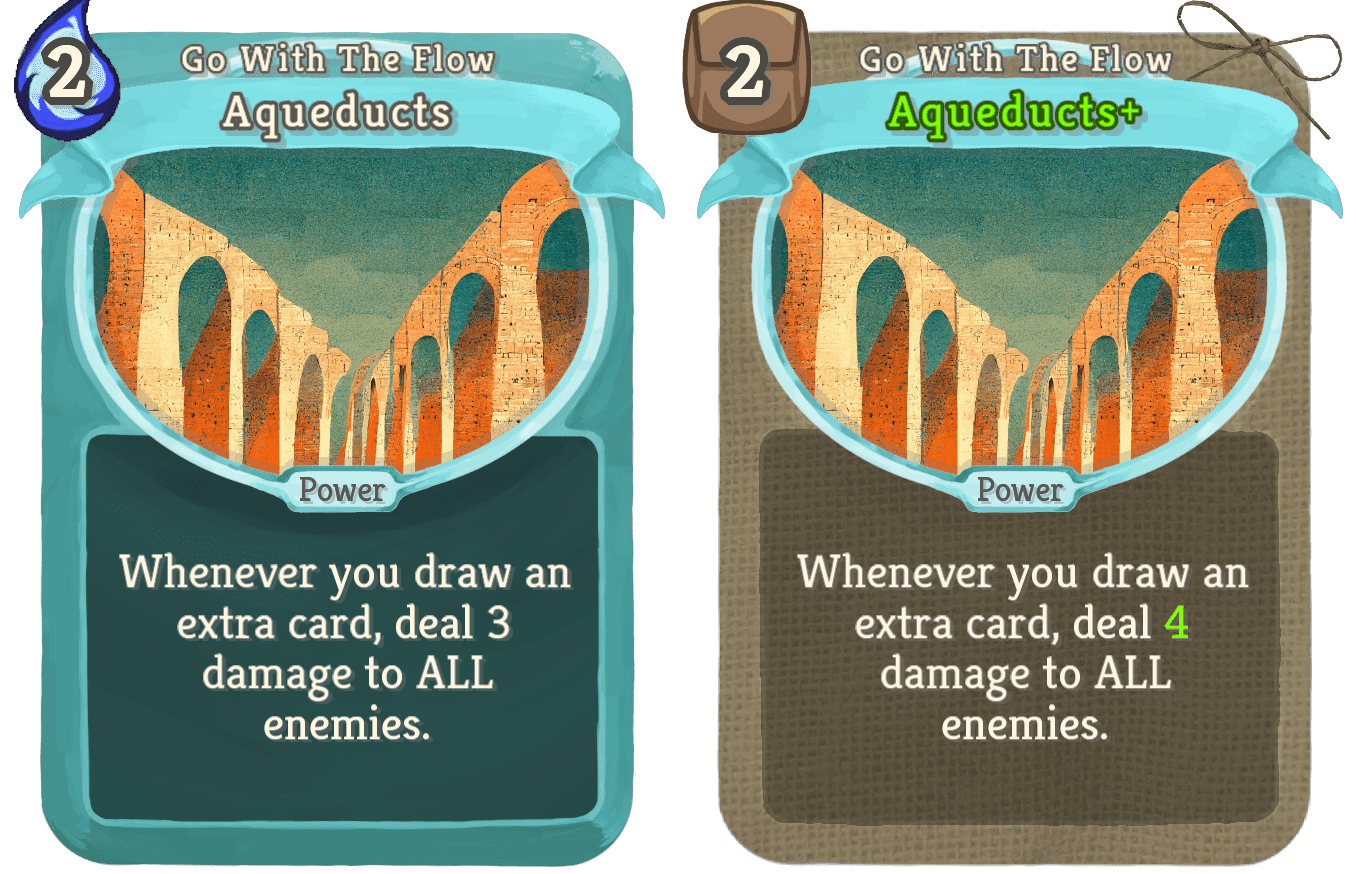 2
Go With The Flow
Aqueducts
Power
Whenever you draw an
extra card, deal 3
damage to ALL
enemies.
2
Go With The Flow
Aqueducts+
Power
Whenever you draw an
extra card, deal 4
damage to ALL
enemies.